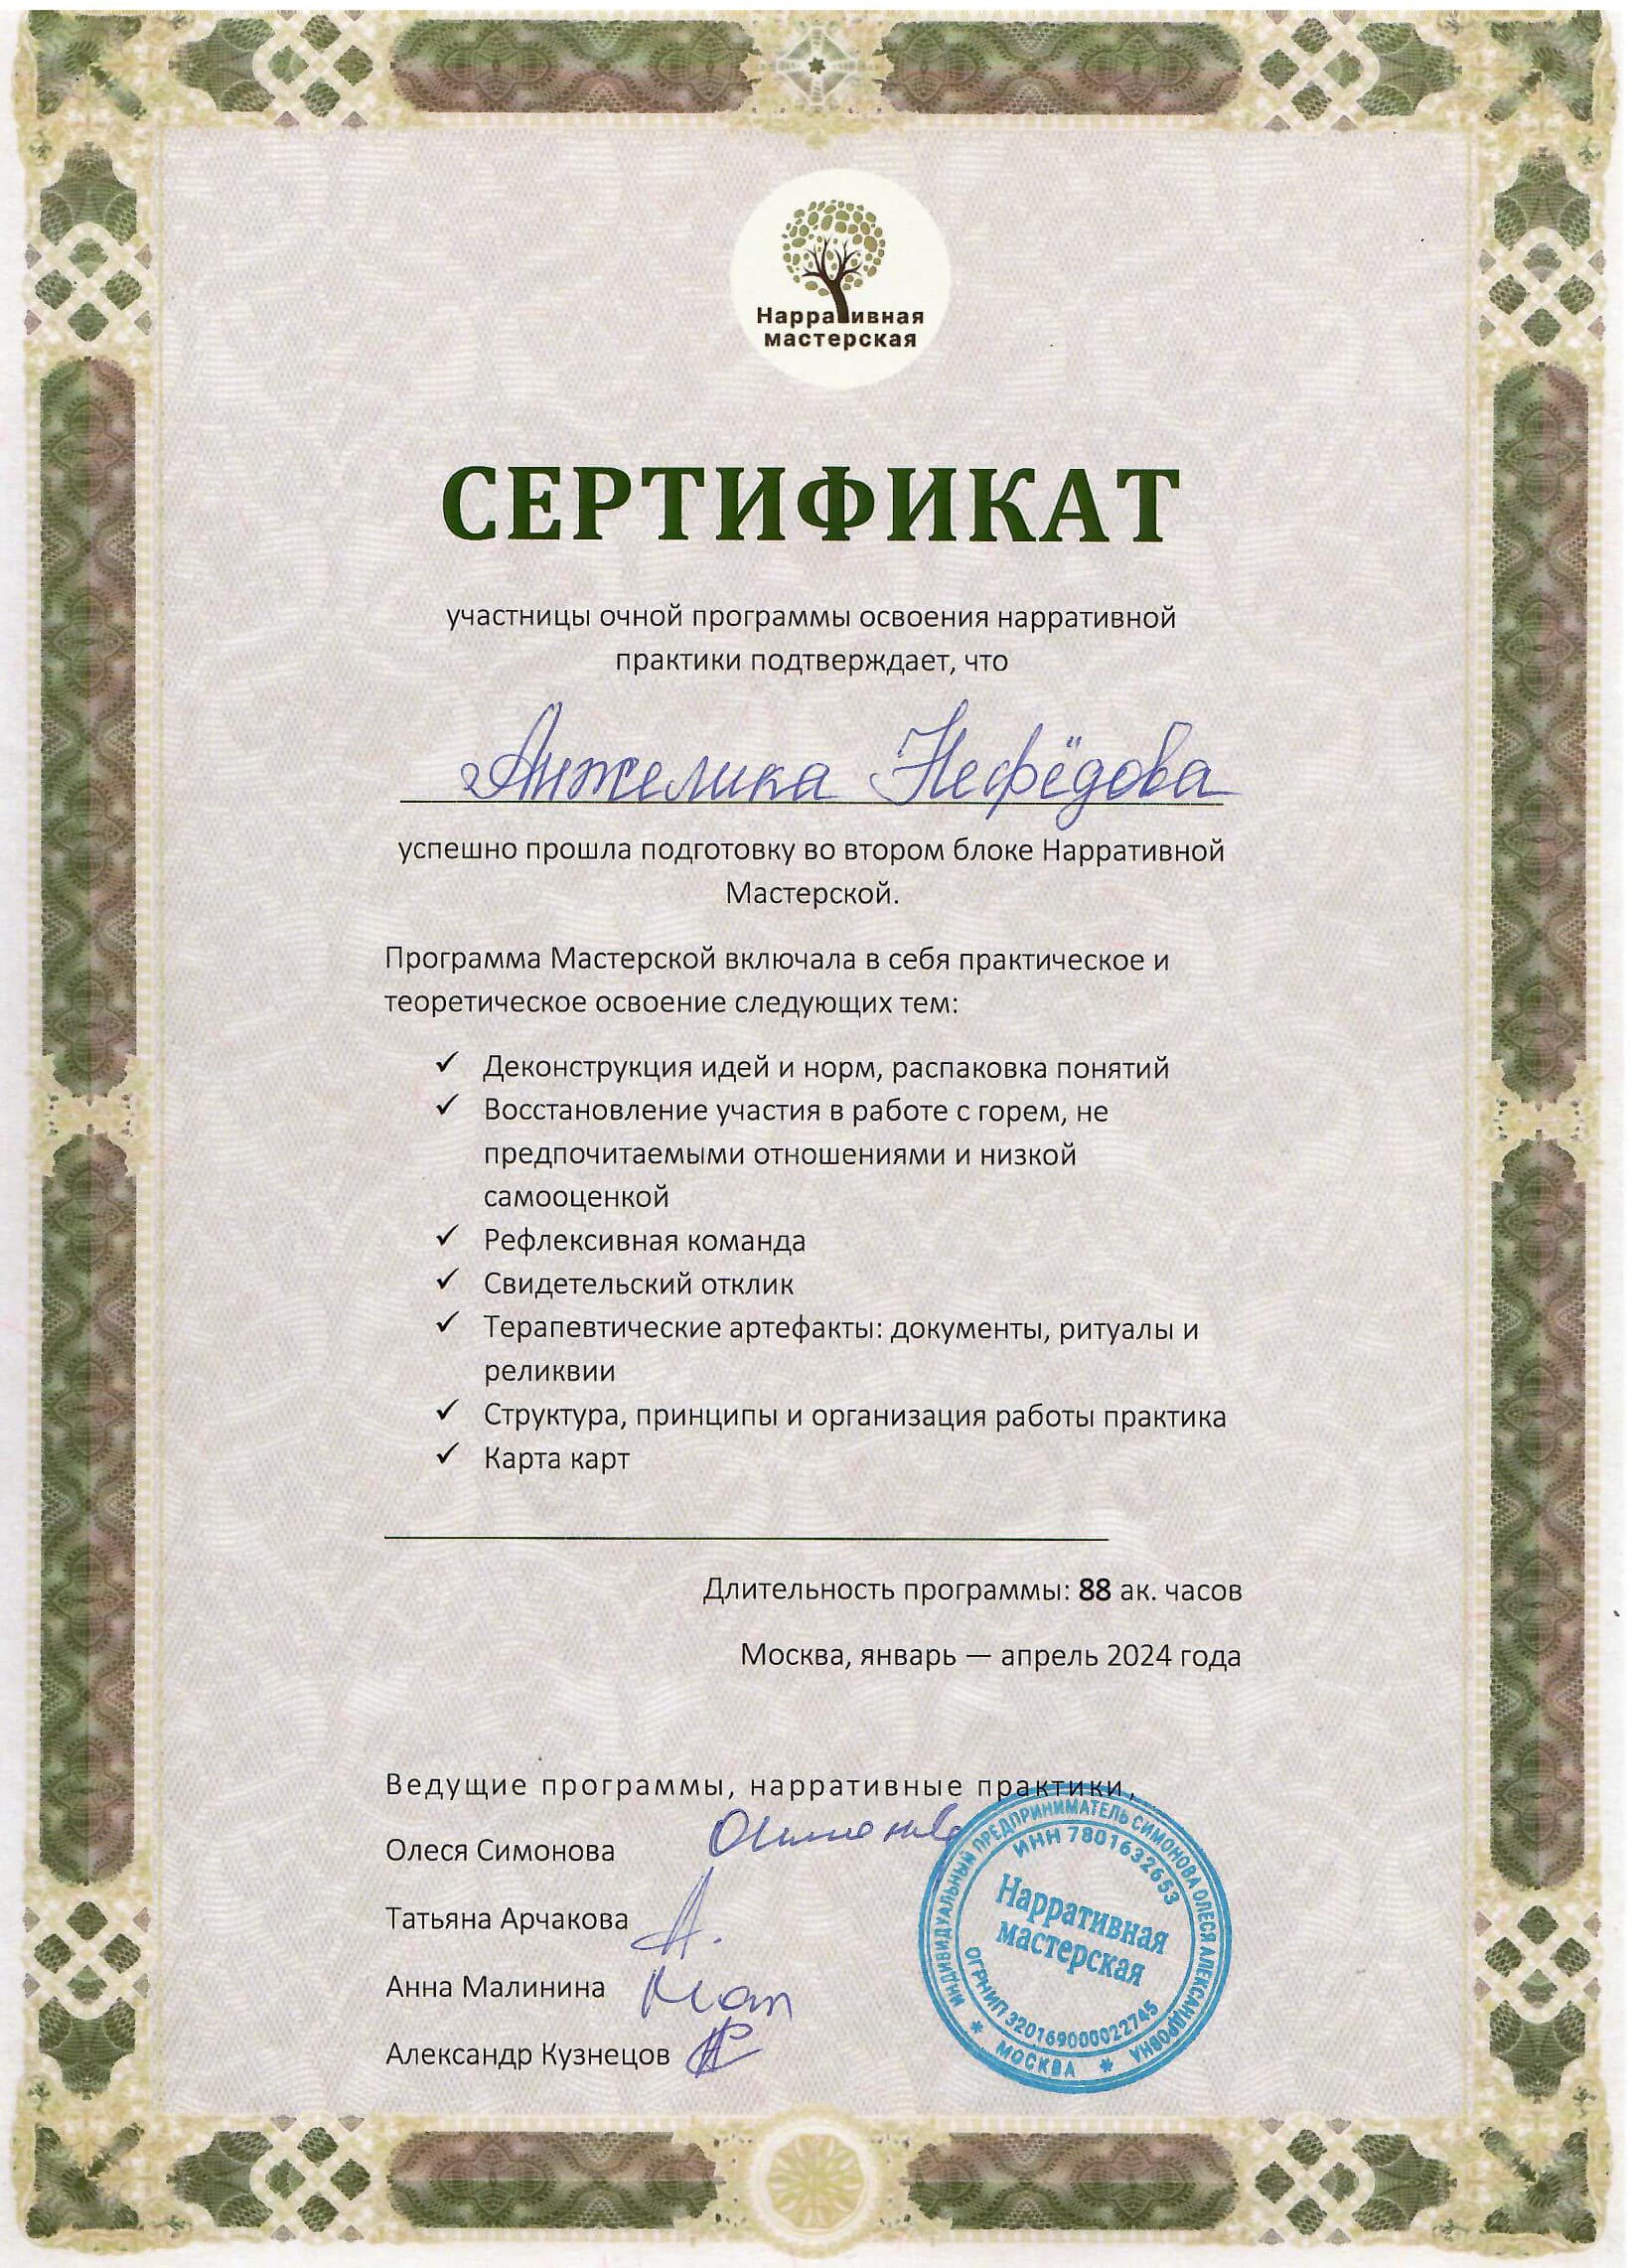 Нарративная
мастерская
СЕРТИФИКАТ
участницы очной программы освоения нарративной
практики подтверждает, что
Анжелика Нефёдова
успешно прошла подготовку во втором блоке Нарративной
Мастерской.
Программа Мастерской включала в себя практическое и
теоретическое освоение следующих тем:
✓ Деконструкция идей и норм, распаковка понятий
✓ Восстановление участия в работе с горем, не
предпочитаемыми отношениями и низкой
самооценкой
✓ Рефлексивная команда
✓ Свидетельский отклик
✓ Терапевтические артефакты: документы, ритуалы и
реликвии
✓ Структура, принципы и организация работы практика
✓ Карта карт
Длительность программы: 88 ак. часов
Москва, январь — апрель 2024 года
Ведущие программы, нарративные практики,
Олеся Симонова
Татьяна Арчакова
Анна Малинина
Александр Кузнецов
ИНДИВИДУАЛЬНЫЙ ПРЕДПРИНИМАТЕЛЬ СИМОНОВА ОЛЕСЯ АЛЕКСАНДРОВНА
ИНН 7801632653
Нарративная
мастерская
ОГРНИП 320169000022745
* МОСКВА *